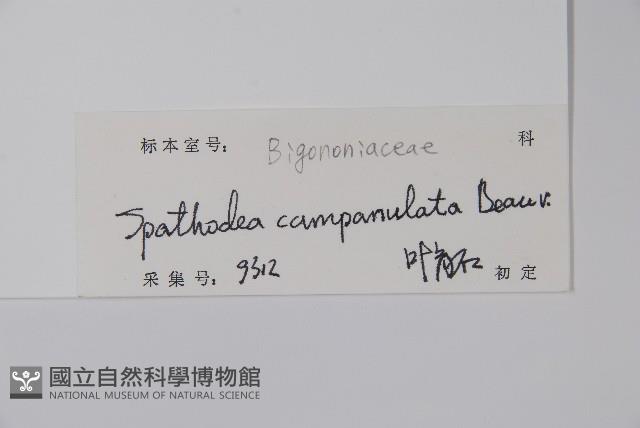 标本室号： Bigononiaceae 科
Spathodea campanulata Beauv.
采集号： 9312 叶 初定
國立自然科學博物館
NATIONAL MUSEUM OF NATURAL SCIENCE